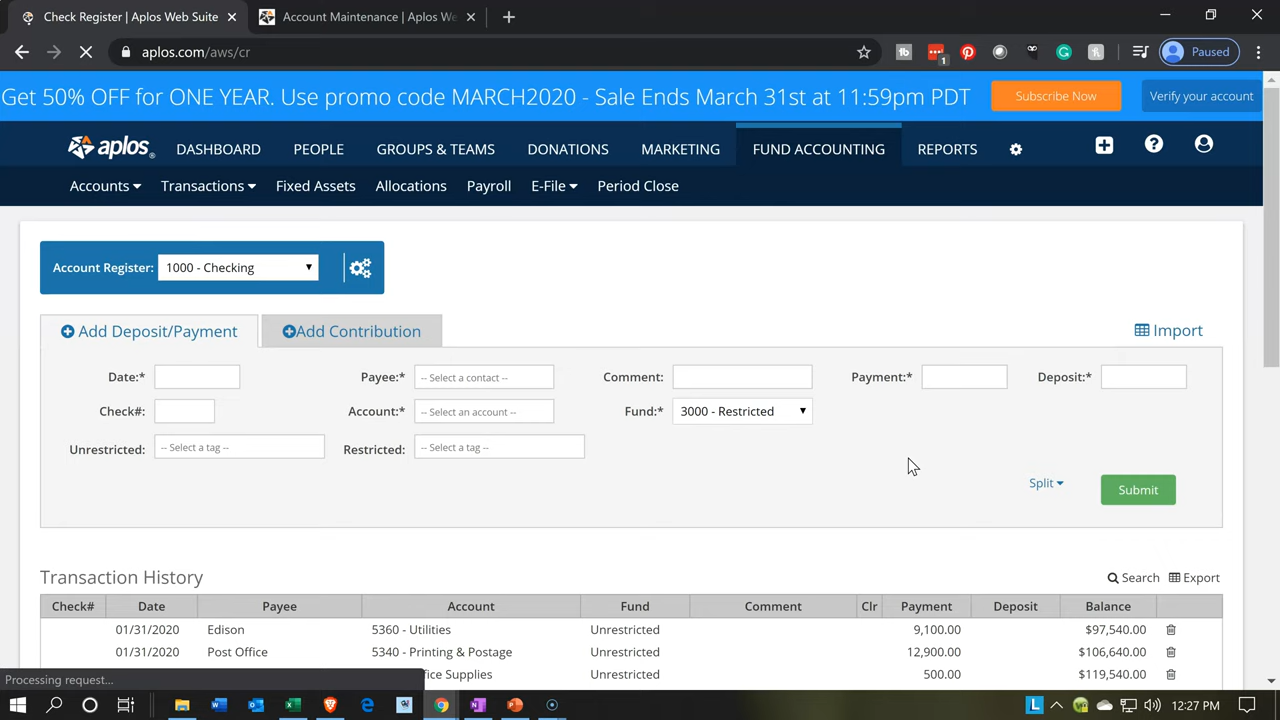 Check Register | Aplos Web Suite
Account Maintenance | Aplos We
aplos.com/aws/cr
1
Paused
Get 50% OFF for ONE YEAR. Use promo code MARCH2020 - Sale Ends March 31st at 11:59pm PDT
Subscribe Now
Verify your account
aplos
DASHBOARD PEOPLE GROUPS & TEAMS DONATIONS MARKETING FUND ACCOUNTING REPORTS
Accounts Transactions Fixed Assets Allocations Payroll E-File Period Close
Account Register: 1000 - Checking
Add Deposit/Payment
Add Contribution
Import
Date:* Payee:* -- Select a contact -- Comment: Payment:* Deposit:*
Check#: Account:* -- Select an account -- Fund:* 3000 - Restricted
Unrestricted: -- Select a tag -- Restricted: -- Select a tag --
Split
Submit
Transaction History
Search Export
Check# Date Payee Account Fund Comment Clr Payment Deposit Balance
01/31/2020 Edison 5360 - Utilities Unrestricted 9,100.00 $97,540.00
01/31/2020 Post Office 5340 - Printing & Postage Unrestricted 12,900.00 $106,640.00
fice Supplies Unrestricted 500.00 $119,540.00
Processing request...
L
12:27 PM